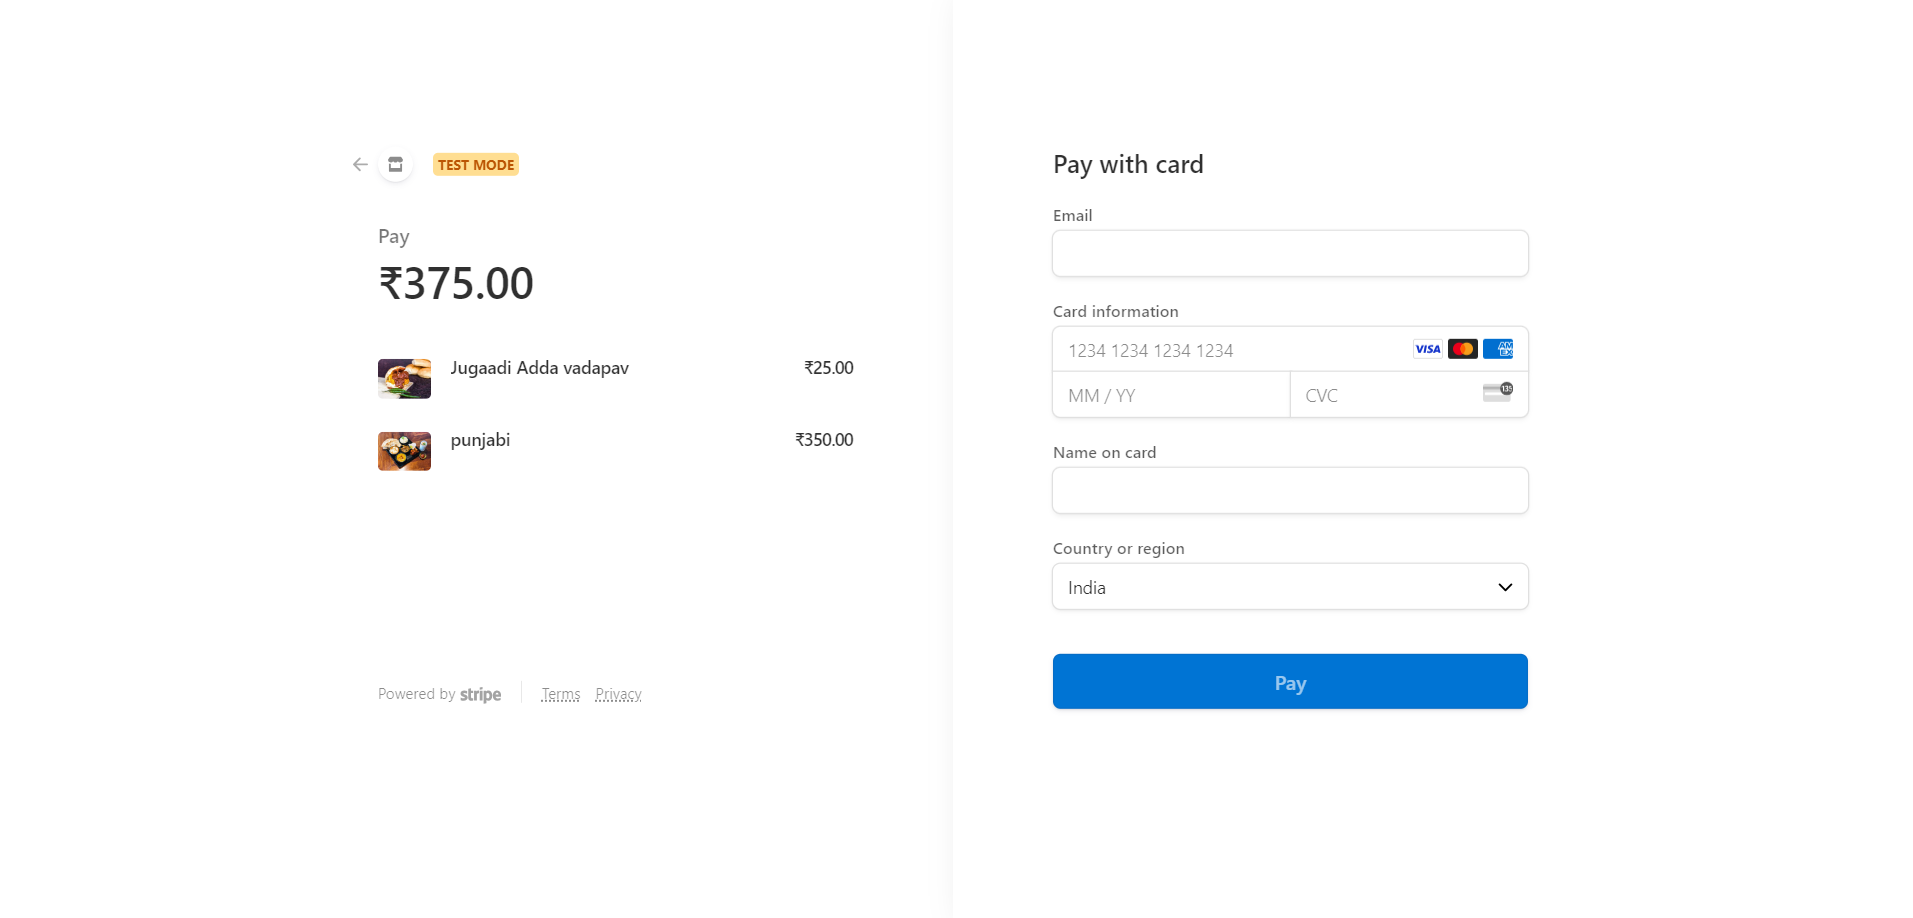 TEST MODE
Pay
₹375.00
Jugaadi Adda vadapav ₹25.00
punjabi ₹350.00
Powered by stripe Terms Privacy
Pay with card
Email
Card information
1234 1234 1234 1234 VISA AMEX
MM / YY CVC 135
Name on card
Country or region
India
Pay